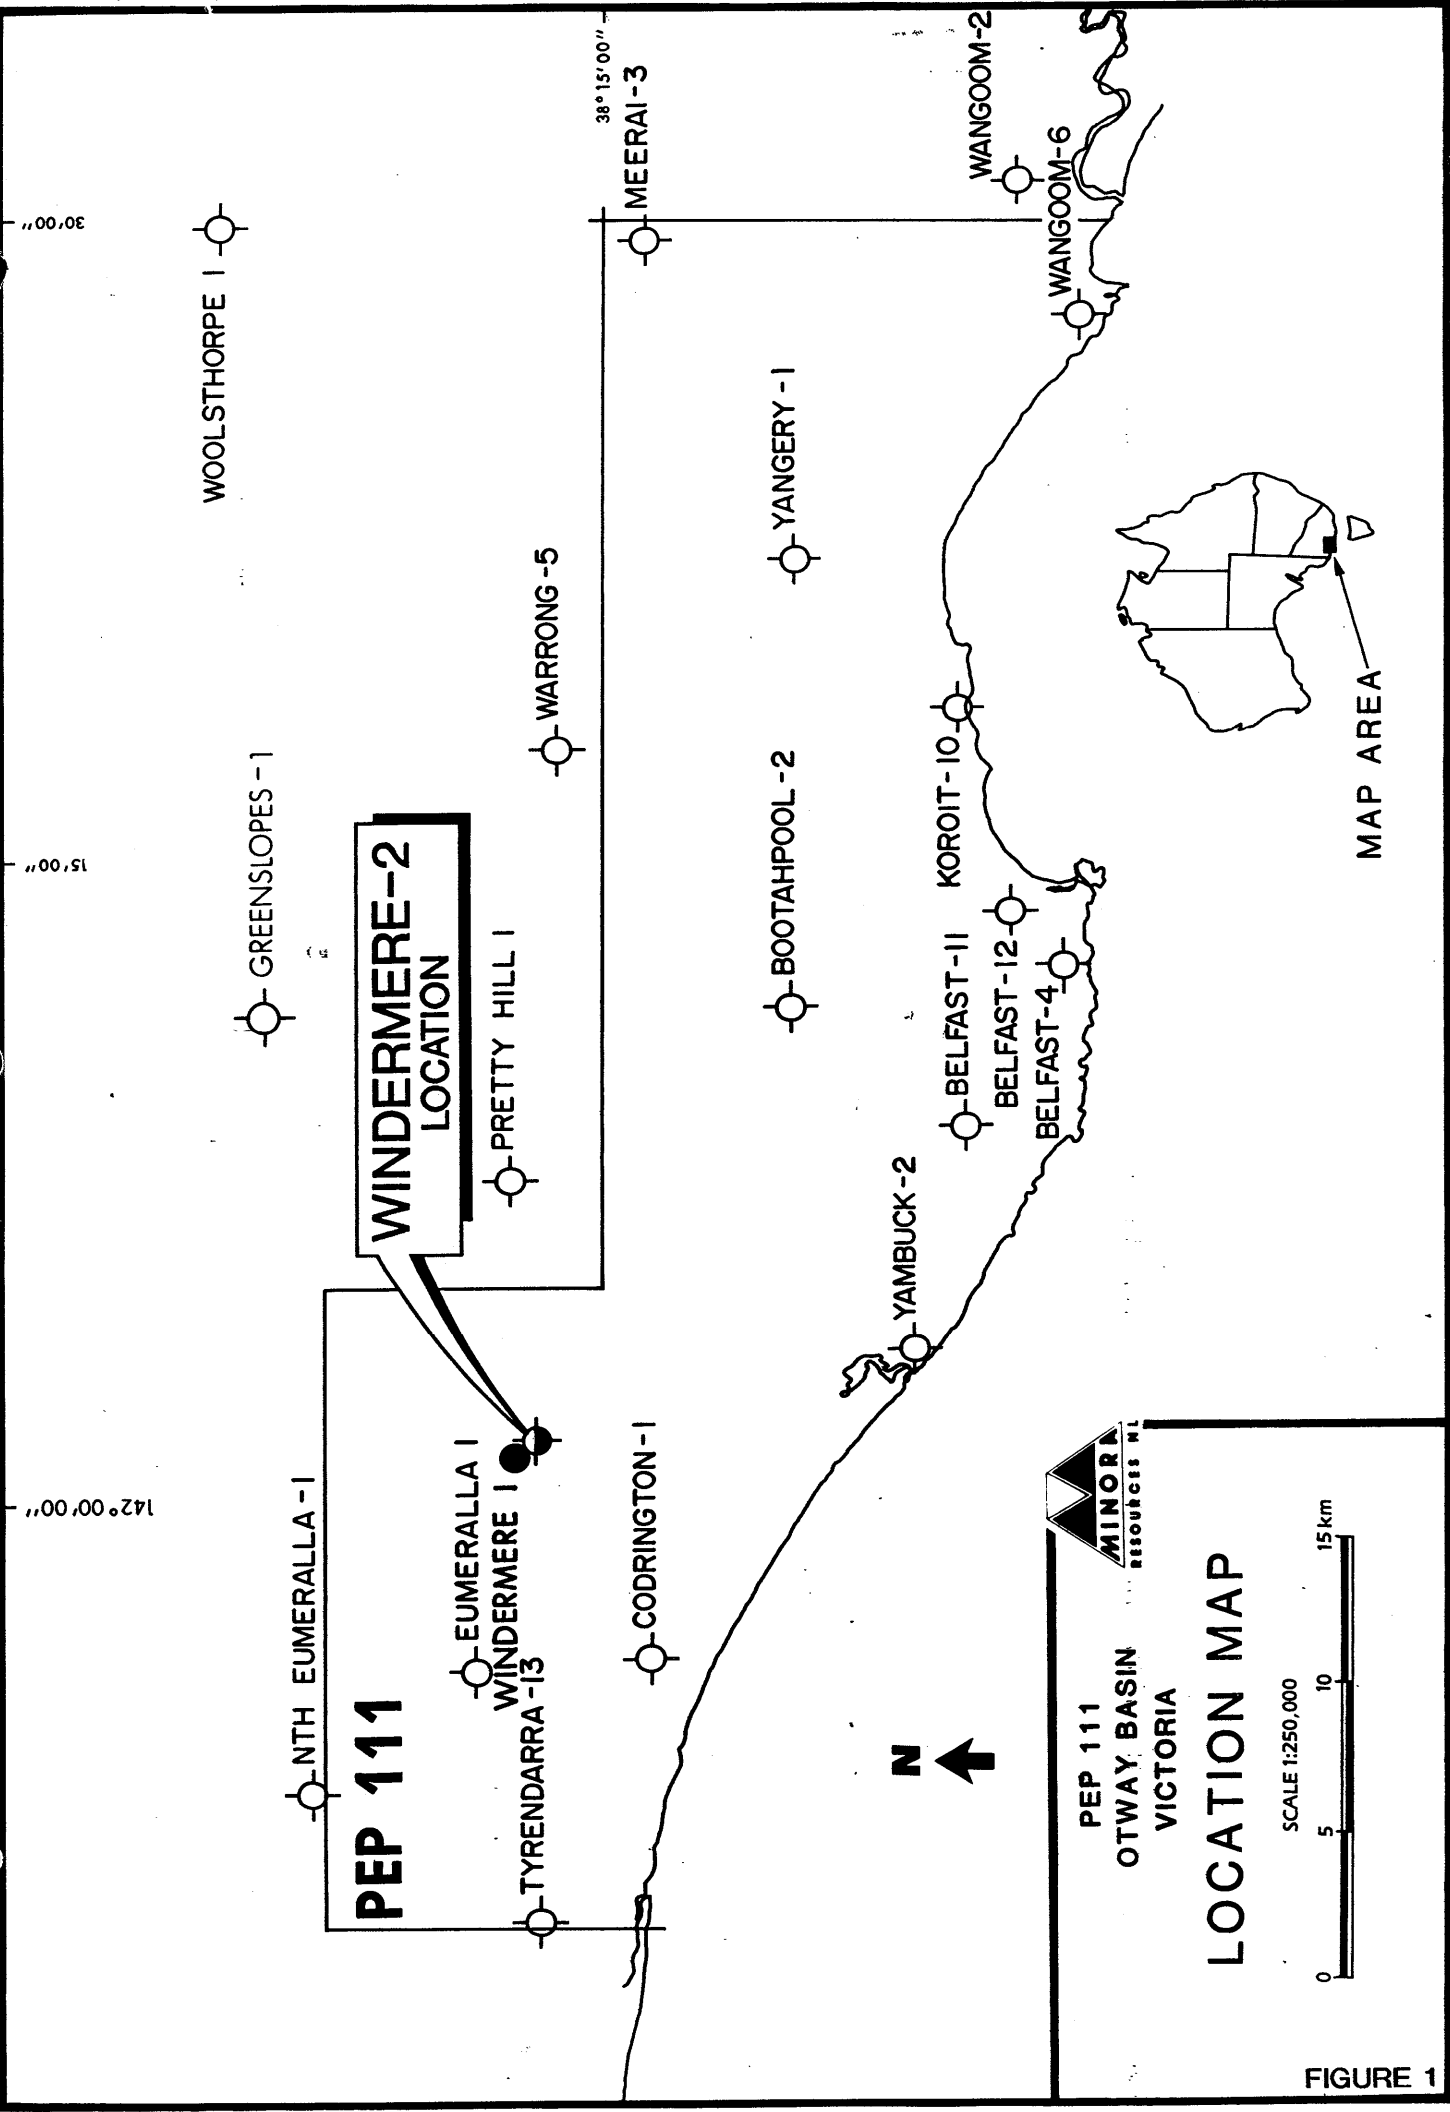 142°00'00"
15'00"
30'00"
38°15'00"
NTH EUMERALLA-1
GREENSLOPES-1
WOOLSTHORPE 1
PEP 111
WINDERMERE-2
LOCATION
EUMERALLA 1
WINDERMERE 1
TYRENDARRA-13
PRETTY HILL 1
WARRONG-5
MEERAI-3
CODRINGTON-1
BOOTAHPOOL-2
YANGERY-1
YAMBUCK-2
BELFAST-11
BELFAST-12
BELFAST-4
KOROIT-10
WANGOOM-2
WANGOOM-6
N
MAP AREA
MINORA
RESOURCES NL
PEP 111
OTWAY BASIN
VICTORIA
LOCATION MAP
SCALE 1:250,000
0 5 10 15km
FIGURE 1